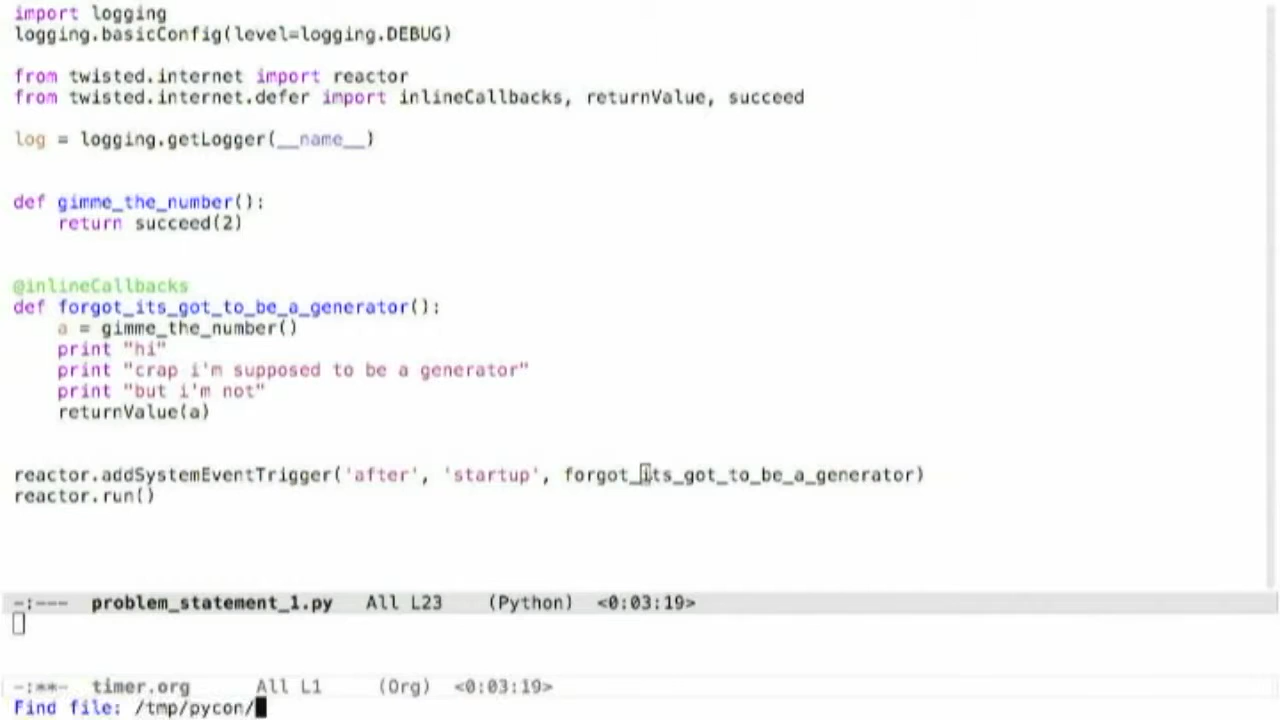 import logging
logging.basicConfig(level=logging.DEBUG)
from twisted.internet import reactor
from twisted.internet.defer import inlineCallbacks, returnValue, succeed
log = logging.getLogger(__name__)
def gimme_the_number():
    return succeed(2)
@inlineCallbacks
def forgot_its_got_to_be_a_generator():
    a = gimme_the_number()
    print "hi"
    print "crap i'm supposed to be a generator"
    print "but i'm not"
    returnValue(a)
reactor.addSystemEventTrigger('after', 'startup', forgot_its_got_to_be_a_generator)
reactor.run()
-:--- problem_statement_1.py All L23 (Python) <0:03:19>
-:**- timer.org All L1 (Org) <0:03:19>
Find file: /tmp/pycon/